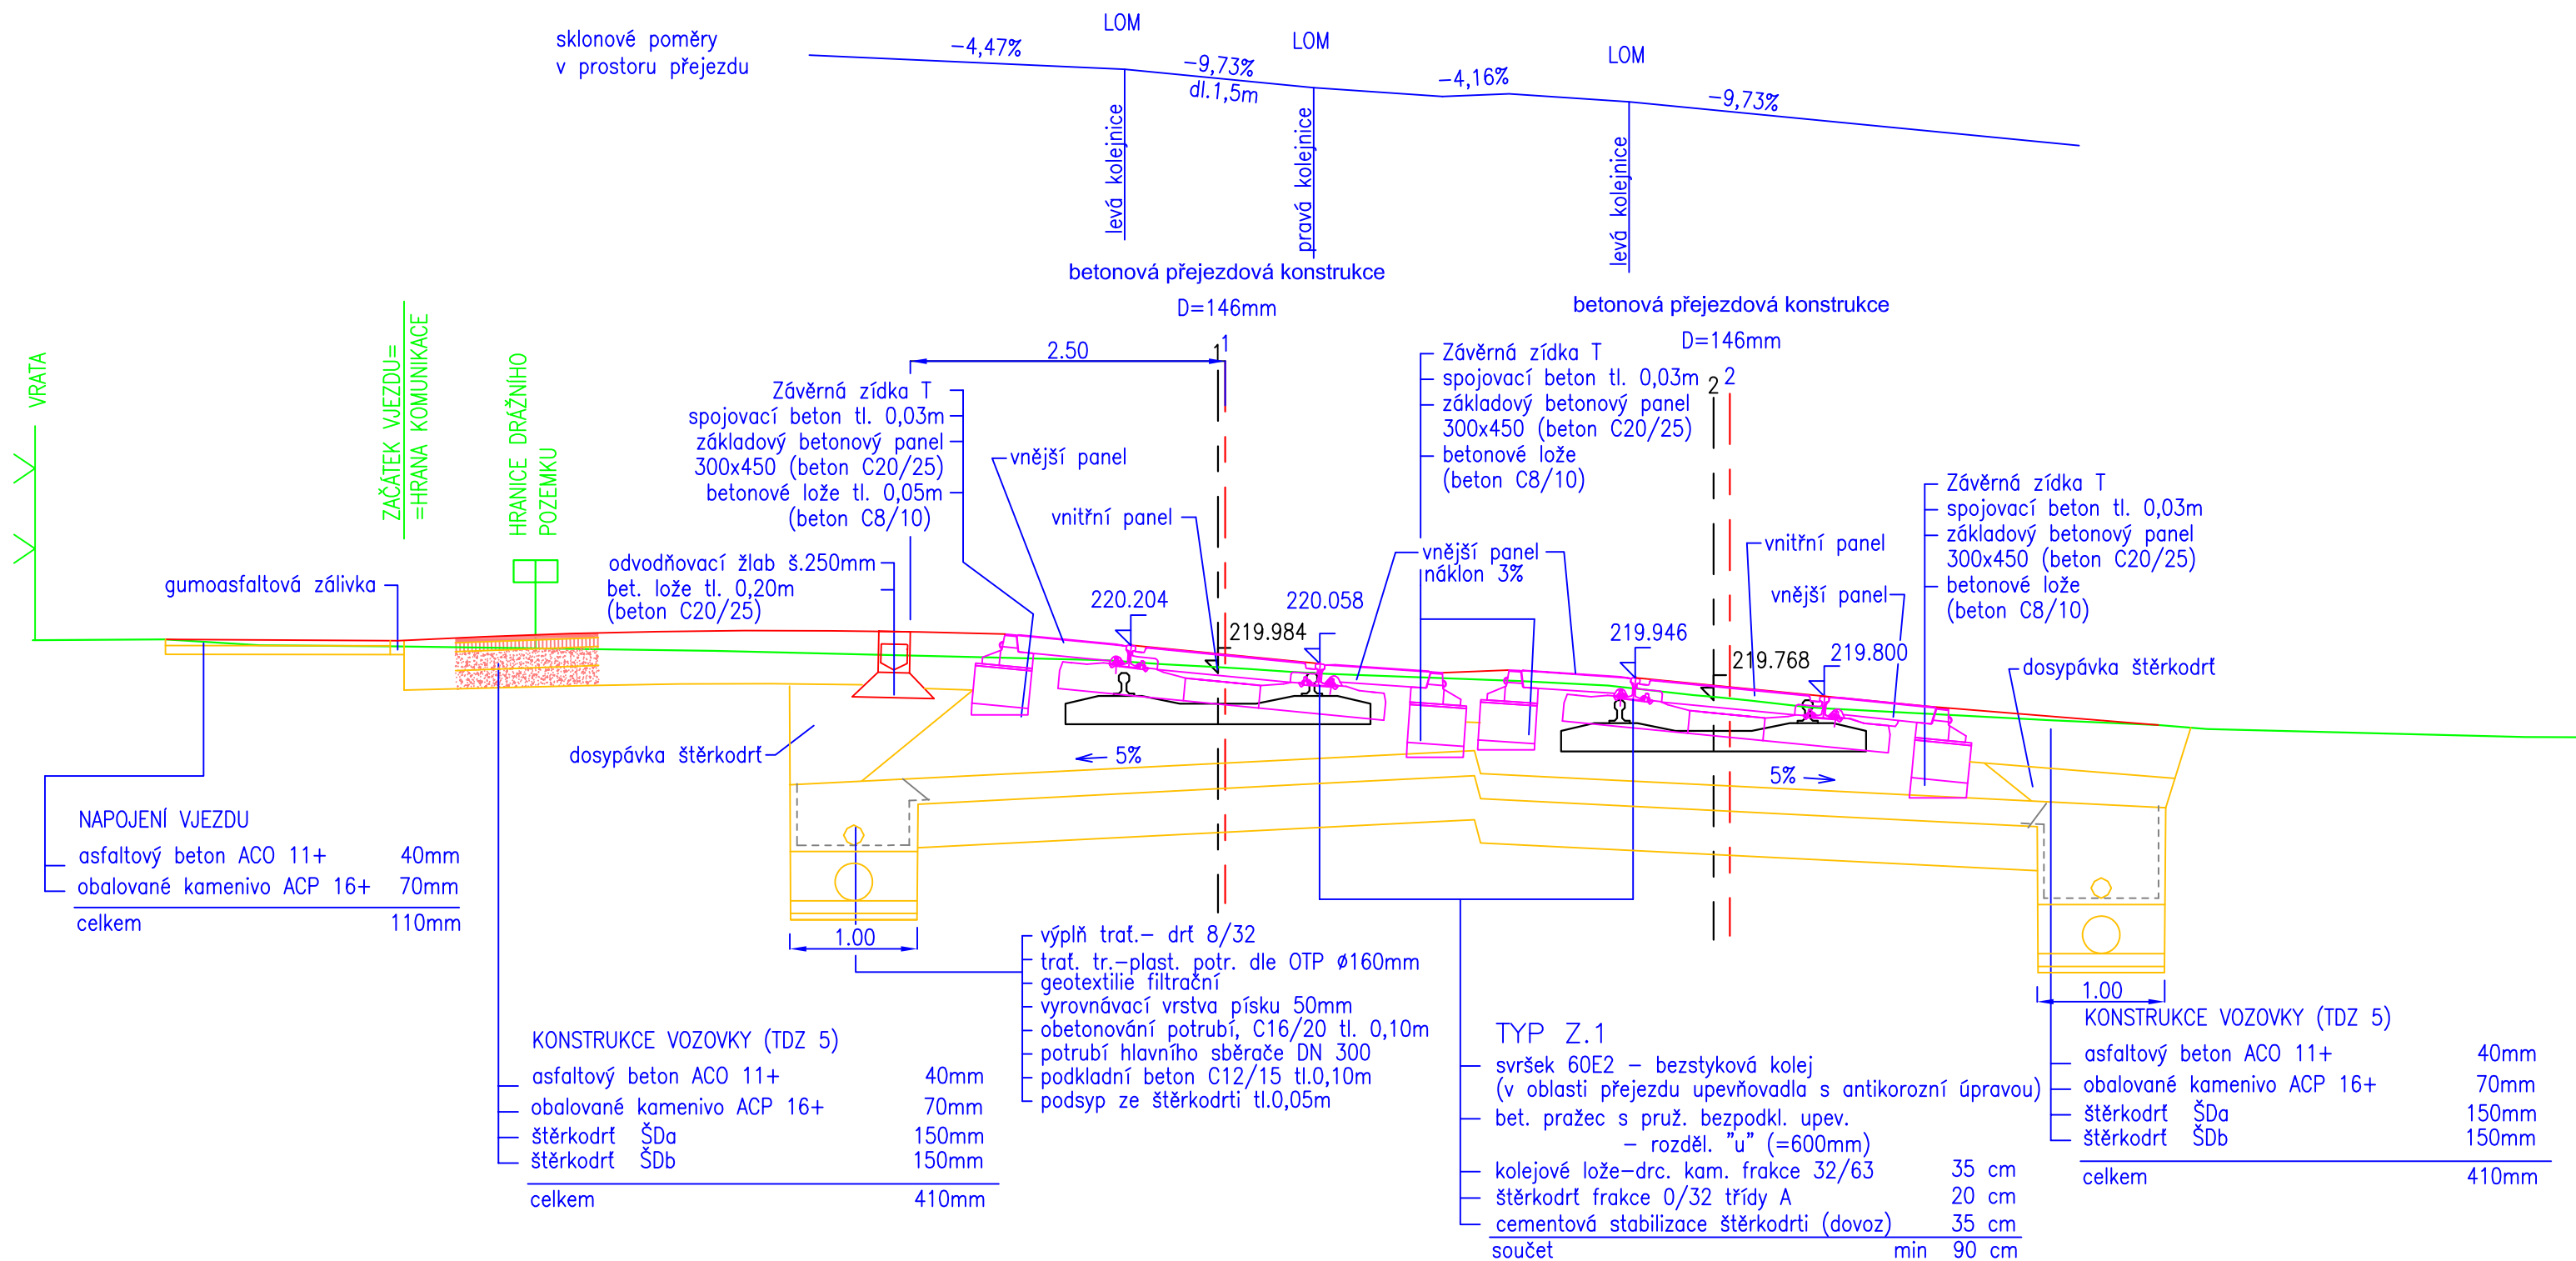 sklonové poměry
v prostoru přejezdu
-4,47%
LOM
-9,73%
dl.1,5m
LOM
-4,16%
LOM
-9,73%
levá kolejnice
pravá kolejnice
levá kolejnice
betonová přejezdová konstrukce
D=146mm
betonová přejezdová konstrukce
D=146mm
VRATA
ZAČÁTEK VJEZDU=
=HRANA KOMUNIKACE
HRANICE DRÁŽNÍHO
POZEMKU
2.50
1
1
2
2
Závěrná zídka T
spojovací beton tl. 0,03m
základový betonový panel
300x450 (beton C20/25)
betonové lože tl. 0,05m
(beton C8/10)
vnější panel
vnitřní panel
Závěrná zídka T
spojovací beton tl. 0,03m
základový betonový panel
300x450 (beton C20/25)
betonové lože
(beton C8/10)
vnější panel
náklon 3%
vnitřní panel
vnější panel
Závěrná zídka T
spojovací beton tl. 0,03m
základový betonový panel
300x450 (beton C20/25)
betonové lože
(beton C8/10)
gumoasfaltová zálivka
odvodňovací žlab š.250mm
bet. lože tl. 0,20m
(beton C20/25)
220.204
219.984
220.058
219.946
219.768
219.800
dosypávka štěrkodrť
dosypávka štěrkodrť
5%
5%
NAPOJENÍ VJEZDU
asfaltový beton ACO 11+ 40mm
obalované kamenivo ACP 16+ 70mm
celkem 110mm
1.00
výplň trať.- drť 8/32
trať. tr.-plast. potr. dle OTP ø160mm
geotextilie filtrační
vyrovnávací vrstva písku 50mm
obetonování potrubí, C16/20 tl. 0,10m
potrubí hlavního sběrače DN 300
podkladní beton C12/15 tl.0,10m
podsyp ze štěrkodrti tl.0,05m
KONSTRUKCE VOZOVKY (TDZ 5)
asfaltový beton ACO 11+ 40mm
obalované kamenivo ACP 16+ 70mm
štěrkodrť ŠDa 150mm
štěrkodrť ŠDb 150mm
celkem 410mm
TYP Z.1
svršek 60E2 - bezstyková kolej
(v oblasti přejezdu upevňovadla s antikorozní úpravou)
bet. pražec s pruž. bezpodkl. upev.
- rozděl. "u" (=600mm)
kolejové lože-drc. kam. frakce 32/63 35 cm
štěrkodrť frakce 0/32 třídy A 20 cm
cementová stabilizace štěrkodrti (dovoz) 35 cm
součet min 90 cm
1.00
KONSTRUKCE VOZOVKY (TDZ 5)
asfaltový beton ACO 11+ 40mm
obalované kamenivo ACP 16+ 70mm
štěrkodrť ŠDa 150mm
štěrkodrť ŠDb 150mm
celkem 410mm